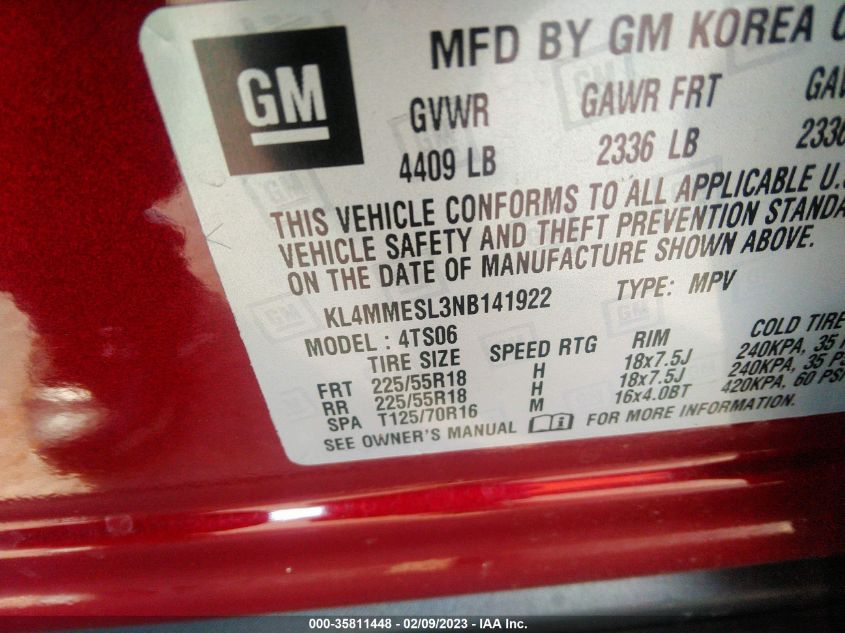 GM
MFD BY GM KOREA
GVWR GAWR FRT
4409 LB 2336 LB
THIS VEHICLE CONFORMS TO ALL APPLICABLE
VEHICLE SAFETY AND THEFT PREVENTION
ON THE DATE OF MANUFACTURE SHOWN ABOVE.
KL4MMESL3NB141922 TYPE: MPV
MODEL : 4TS06
TIRE SIZE SPEED RTG RIM COLD TIRE
FRT 225/55R18 H 18x7.5J 240KPA, 35
RR 225/55R18 H 18x7.5J 240KPA, 35
SPA T125/70R16 M 16x4.0BT 420KPA, 60 PSI
SEE OWNER'S MANUAL FOR MORE INFORMATION.
000-35811448 - 02/09/2023 - IAA Inc.